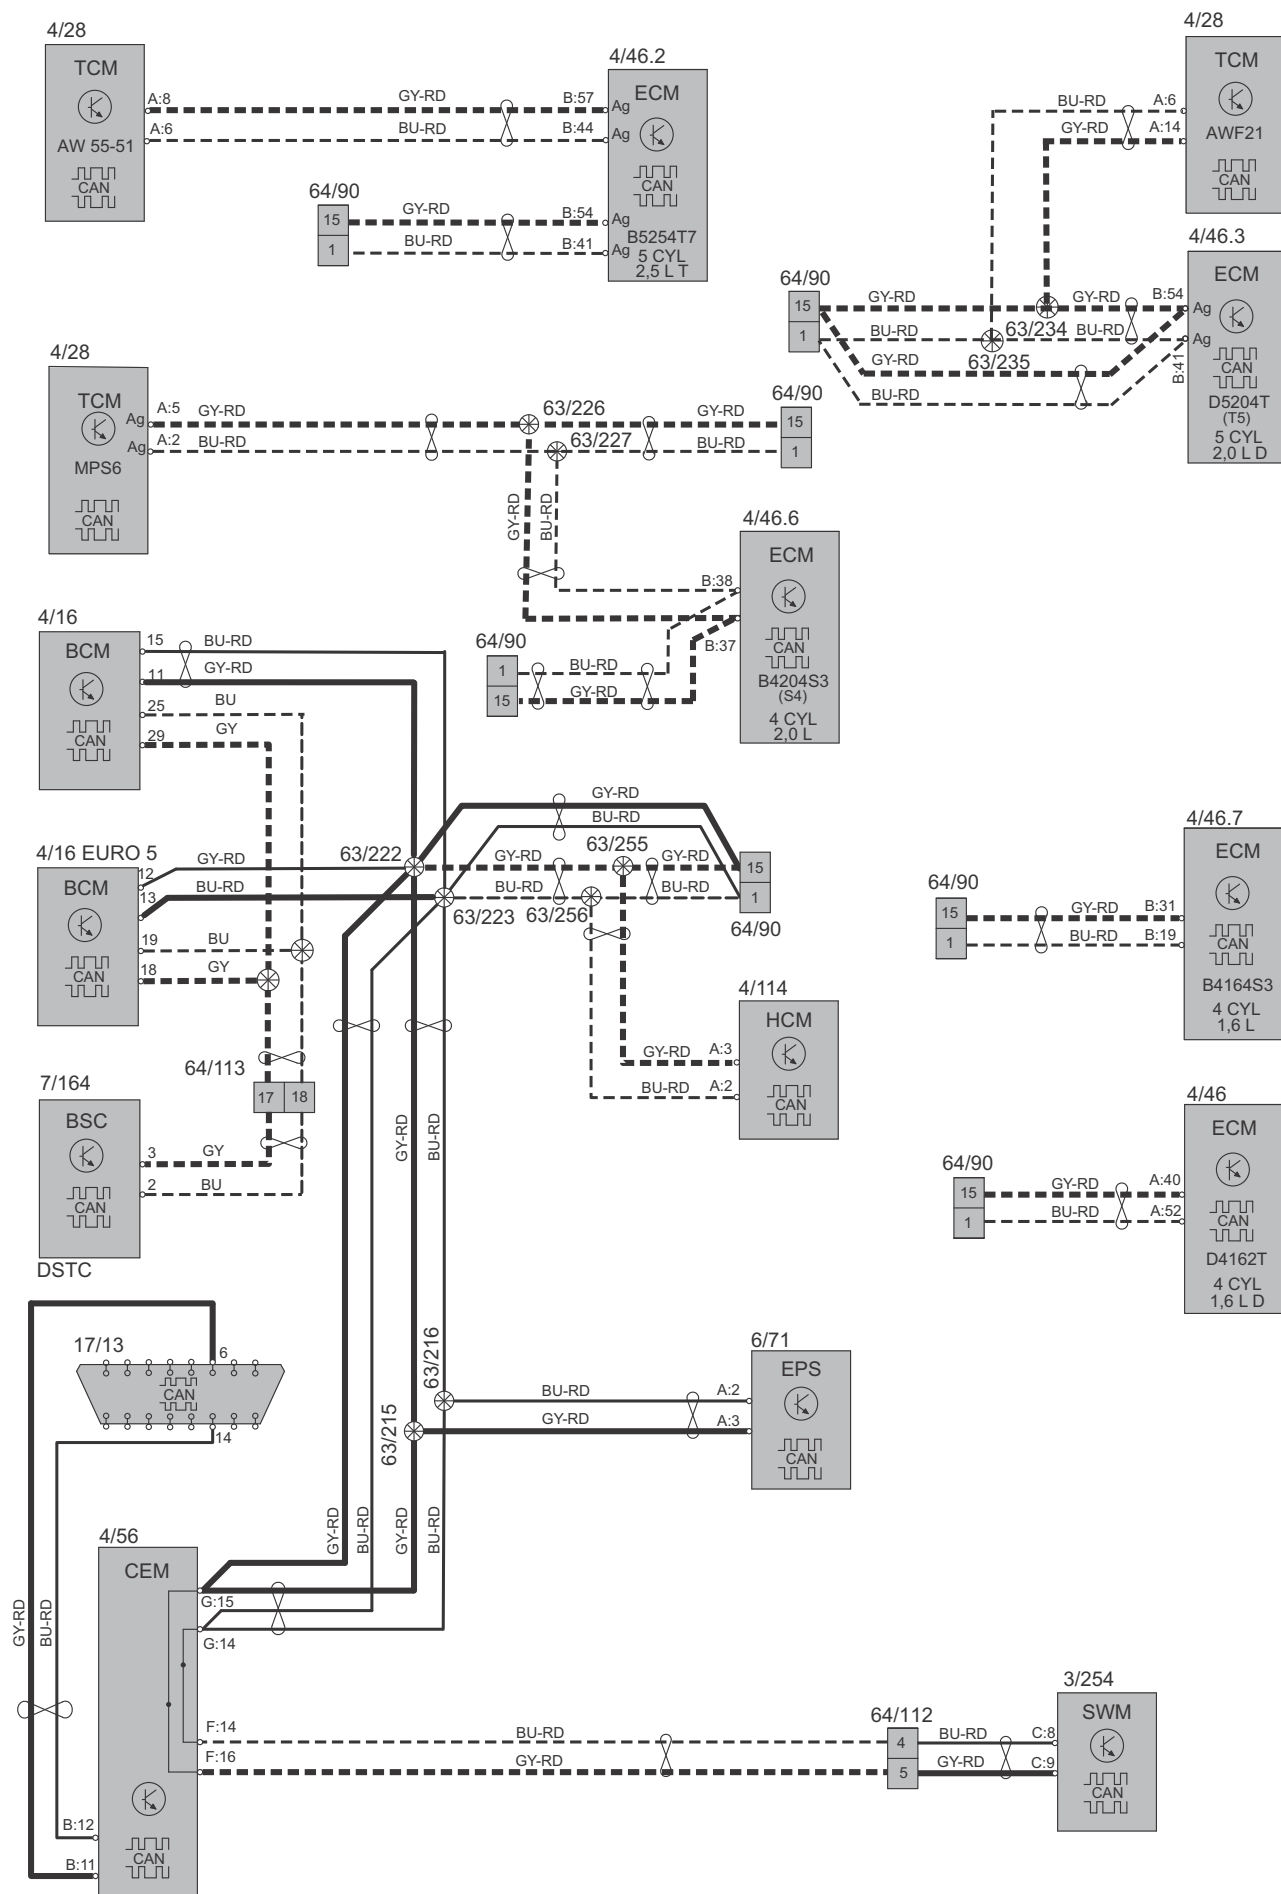 4/28
TCM
AW 55-51
CAN
A:8
A:6
GY-RD
BU-RD
4/46.2
B:57
B:44
Ag
Ag
ECM
CAN
64/90
15
1
GY-RD
BU-RD
B:54
B:41
Ag
Ag
B5254T7
5 CYL
2,5 L T
4/28
TCM
AWF21
CAN
BU-RD
A:6
GY-RD
A:14
4/46.3
ECM
CAN
D5204T
(T5)
5 CYL
2,0 L D
64/90
15
1
GY-RD
GY-RD
B:54
Ag
BU-RD
63/234
BU-RD
Ag
63/235
GY-RD
B:41
BU-RD
4/28
TCM
MPS6
CAN
Ag
Ag
A:5
A:2
GY-RD
BU-RD
63/226
63/227
GY-RD
BU-RD
64/90
15
1
GY-RD
BU-RD
4/46.6
ECM
CAN
B4204S3
(S4)
4 CYL
2,0 L
B:38
B:37
64/90
1
15
BU-RD
GY-RD
4/16
BCM
CAN
15
BU-RD
11
GY-RD
25
BU
29
GY
4/16 EURO 5
BCM
CAN
12
GY-RD
13
BU-RD
19
BU
18
GY
63/222
63/223
GY-RD
BU-RD
GY-RD
63/255
GY-RD
BU-RD
63/256
BU-RD
15
1
64/90
4/46.7
ECM
CAN
B4164S3
4 CYL
1,6 L
64/90
15
1
GY-RD
B:31
BU-RD
B:19
4/114
HCM
CAN
GY-RD
A:3
BU-RD
A:2
64/113
17
18
7/164
BSC
CAN
DSTC
3
GY
2
BU
GY-RD
BU-RD
4/46
ECM
CAN
D4162T
4 CYL
1,6 L D
64/90
15
1
GY-RD
A:40
BU-RD
A:52
17/13
6
CAN
14
63/216
63/215
6/71
EPS
CAN
BU-RD
A:2
GY-RD
A:3
GY-RD
BU-RD
GY-RD
BU-RD
4/56
CEM
CAN
G:15
G:14
F:14
F:16
B:12
B:11
GY-RD
BU-RD
BU-RD
GY-RD
64/112
4
5
BU-RD
C:8
GY-RD
C:9
3/254
SWM
CAN